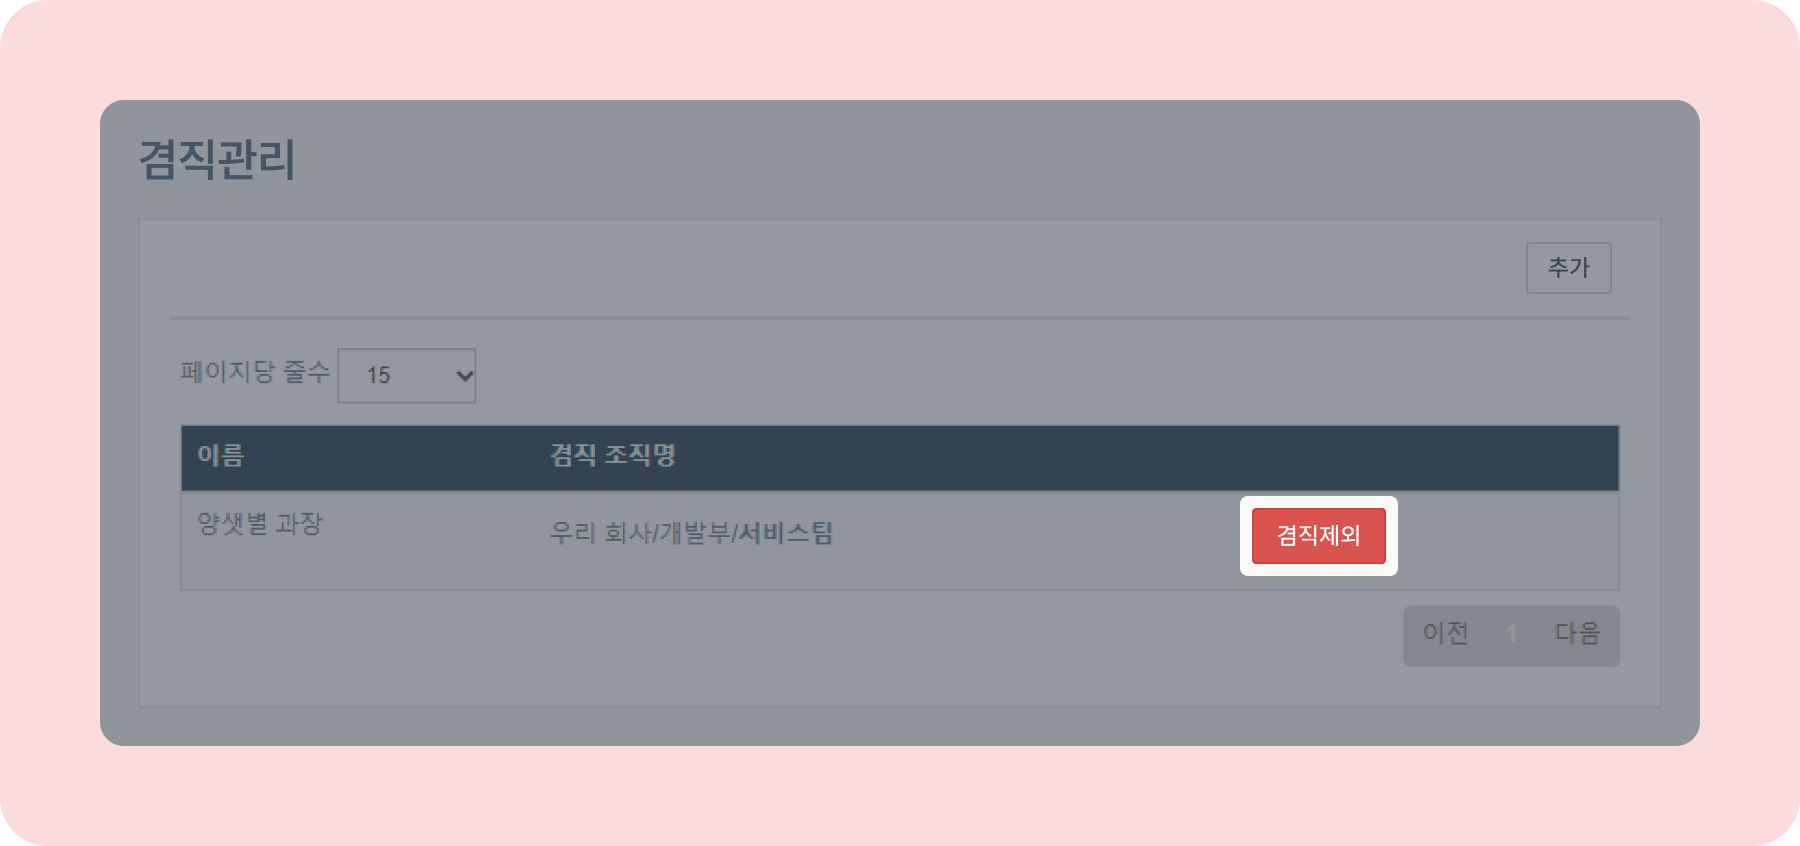 겸직관리
추가
페이지당 줄수 15
이름 겸직 조직명
양샛별 과장 우리 회사/개발부/서비스팀 겸직제외
이전 1 다음